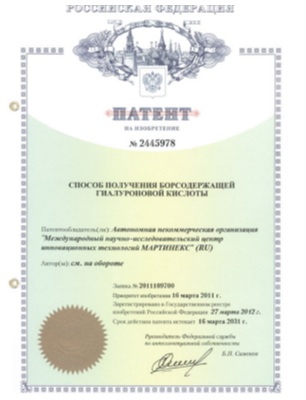 РОССИЙСКАЯ ФЕДЕРАЦИЯ
ПАТЕНТ
НА ИЗОБРЕТЕНИЕ
№ 2445978
СПОСОБ ПОЛУЧЕНИЯ БОРСОДЕРЖАЩЕЙ
ГИАЛУРОНОВОЙ КИСЛОТЫ
Патентообладатель(ли): Автономная некоммерческая организация
"Международный научно-исследовательский центр
инновационных технологий МАРТИНЕКС" (RU)
Автор(ы): см. на обороте
Заявка № 2011109700
Приоритет изобретения 16 марта 2011 г.
Зарегистрировано в Государственном реестре
изобретений Российской Федерации 27 марта 2012 г.
Срок действия патента истекает 16 марта 2031 г.
Руководитель Федеральной службы
по интеллектуальной собственности
Б.П. Симонов